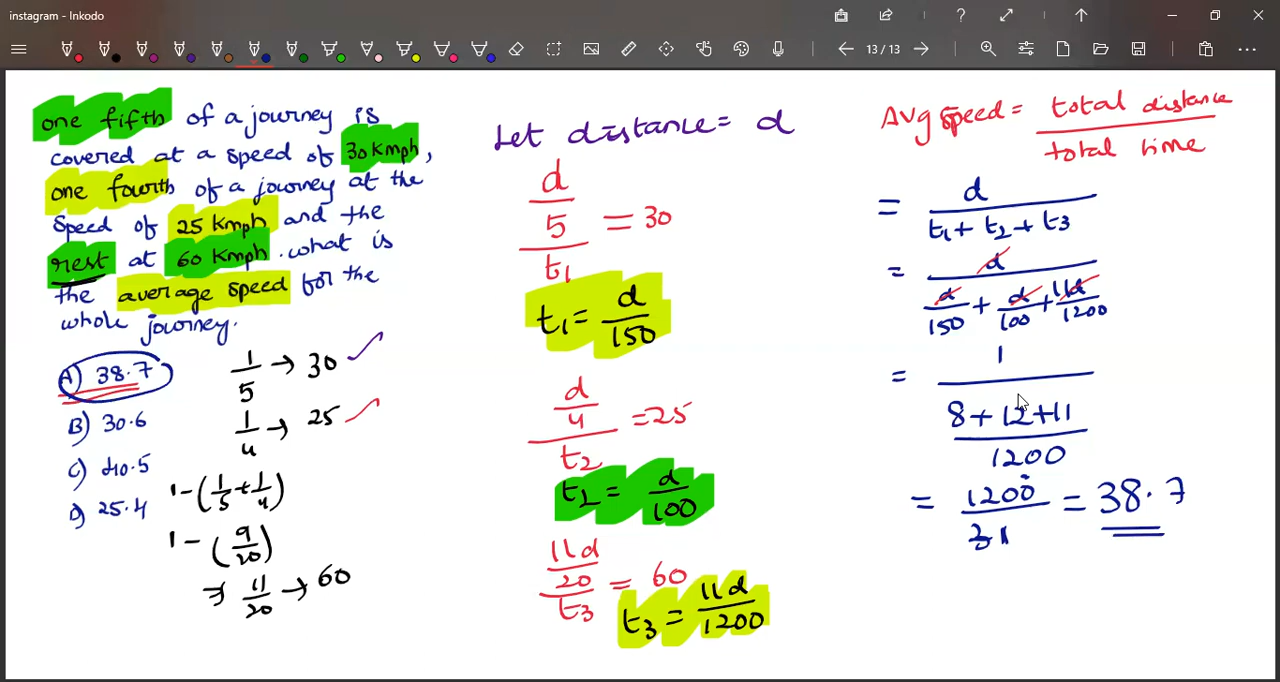 instagram - Inkodo
13/13
one fifth of a journey is
covered at a speed of 30 Kmph,
one fourth of a journey at the
speed of 25 Kmph and the
rest at 60 Kmph. what is
the average speed for the
whole journey.
A) 38.7
B) 30.6
C) 40.5
D) 25.4
1/5 → 30
1/4 → 25
1-(1/5+1/4)
1-(9/20)
⇒ 11/20 → 60
Let distance = d
d/5/t1 = 30
t1 = d/150
d/4/t2 = 25
t2 = d/100
11d/20/t3 = 60
t3 = 11d/1200
Avg speed = total distance/total time
= d/t1 + t2 + t3
= d/d/150 + d/100 + 11d/1200
= 1/8+12+11/1200
= 1200/31 = 38.7